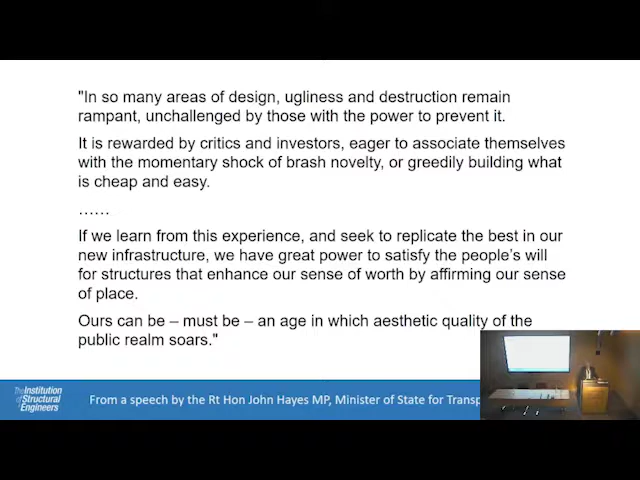 "In so many areas of design, ugliness and destruction remain
rampant, unchallenged by those with the power to prevent it.
It is rewarded by critics and investors, eager to associate themselves
with the momentary shock of brash novelty, or greedily building what
is cheap and easy.
……
If we learn from this experience, and seek to replicate the best in our
new infrastructure, we have great power to satisfy the people's will
for structures that enhance our sense of worth by affirming our sense
of place.
Ours can be – must be – an age in which aesthetic quality of the
public realm soars."
The Institution
of Structural
Engineers
From a speech by the Rt Hon John Hayes MP, Minister of State for